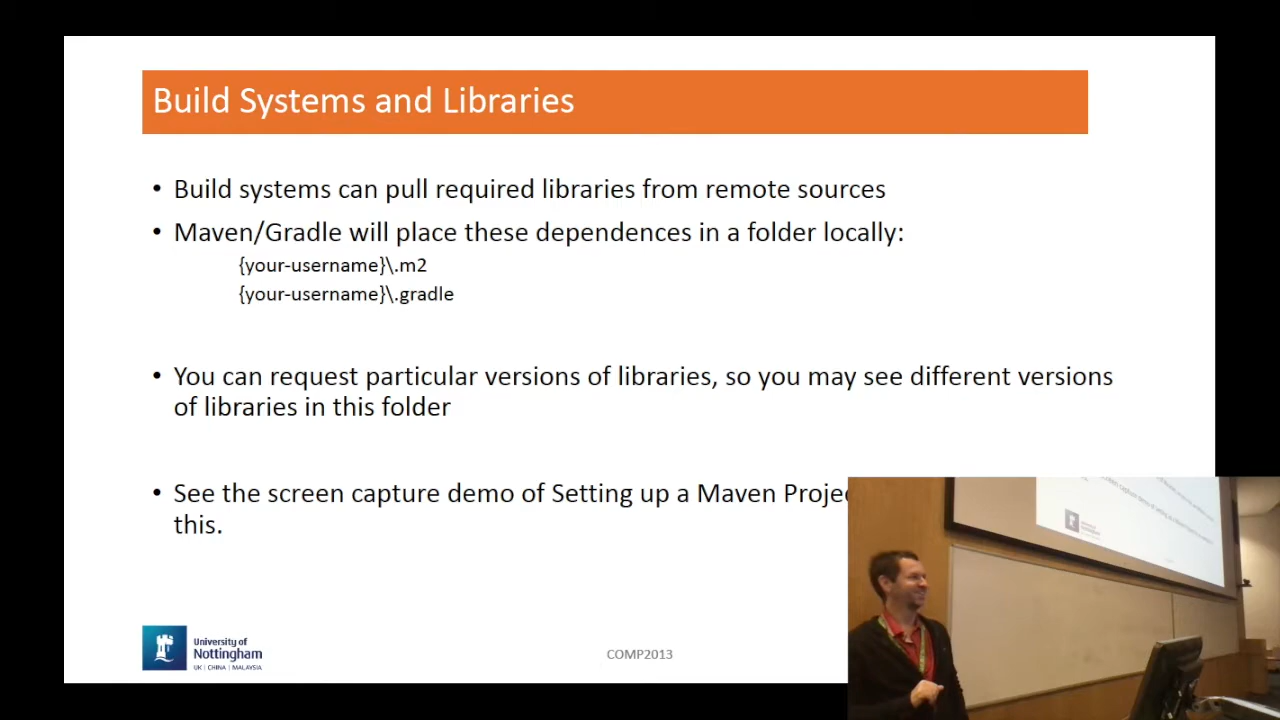 Build Systems and Libraries
• Build systems can pull required libraries from remote sources
• Maven/Gradle will place these dependences in a folder locally:
{your-username}\.m2
{your-username}\.gradle
• You can request particular versions of libraries, so you may see different versions
of libraries in this folder
• See the screen capture demo of Setting up a Maven
this.
University of
Nottingham
UK | CHINA | MALAYSIA
COMP2013